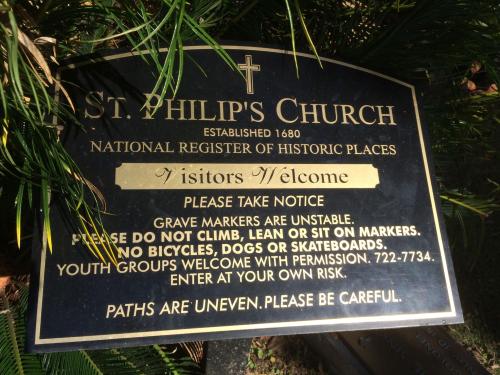 ST. PHILIP'S CHURCH
ESTABLISHED 1680
NATIONAL REGISTER OF HISTORIC PLACES
Visitors Welcome
PLEASE TAKE NOTICE
GRAVE MARKERS ARE UNSTABLE.
PLEASE DO NOT CLIMB, LEAN OR SIT ON MARKERS.
NO BICYCLES, DOGS OR SKATEBOARDS.
YOUTH GROUPS WELCOME WITH PERMISSION. 722-7734.
ENTER AT YOUR OWN RISK.
PATHS ARE UNEVEN. PLEASE BE CAREFUL.